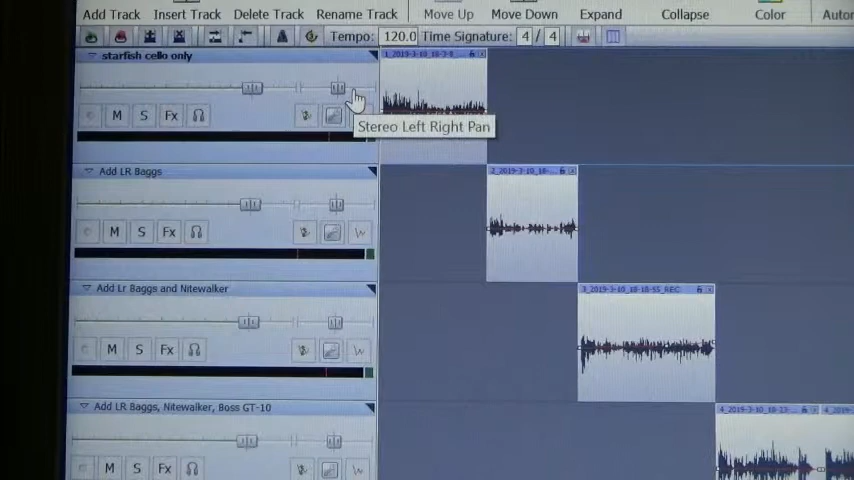 Add Track Insert Track Delete Track Rename Track Move Up Move Down Expand Collapse Color
Tempo: 120.0 Time Signature: 4 / 4
starfish cello only
M S Fx
Stereo Left Right Pan
Add LR Baggs
M S Fx
Add Lr Baggs and Nitewalker
3_2019-3-10_18-18-55_REC
M S Fx
Add LR Baggs, Nitewalker, Boss GT-10
M S Fx